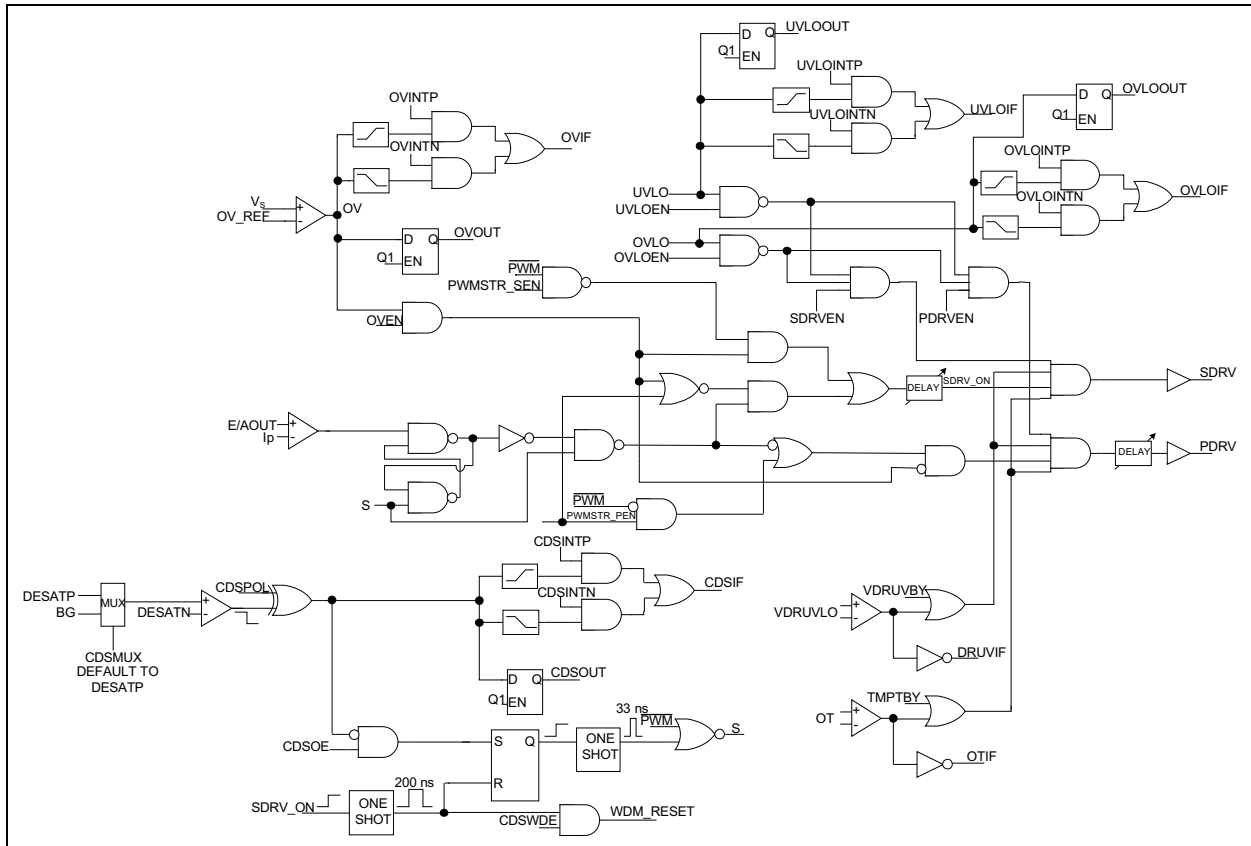 D Q UVLOOUT
Q1 EN
UVLOINTP
UVLOINTN
UVLOIF
D Q OVLOOUT
Q1 EN
OVLOINTP
OVLOINTN
OVLOIF
OVINTP
OVINTN
OVIF
VS
OV_REF
+
-
OV
D Q OVOUT
Q1 EN
OVEN
UVLO
UVLOEN
OVLO
OVLOEN
PWM
PWMSTR_SEN
SDRVEN
PDRVEN
DELAY
SDRV_ON
SDRV
E/AOUT
Ip
+
-
DELAY
PDRV
S
PWM
PWMSTR_PEN
CDSINTP
CDSINTN
CDSIF
DESATP
BG
MUX
DESATN
+
-
CDSPOL
CDSMUX
DEFAULT TO
DESATP
D Q CDSOUT
Q1 EN
VDRUVLO
+
-
VDRUVBY
DRUVIF
OT
+
-
TMPTBY
OTIF
CDSOE
S Q
R
ONE
SHOT
33 ns
PWM
S
SDRV_ON
ONE
SHOT
200 ns
CDSWDE
WDM_RESET